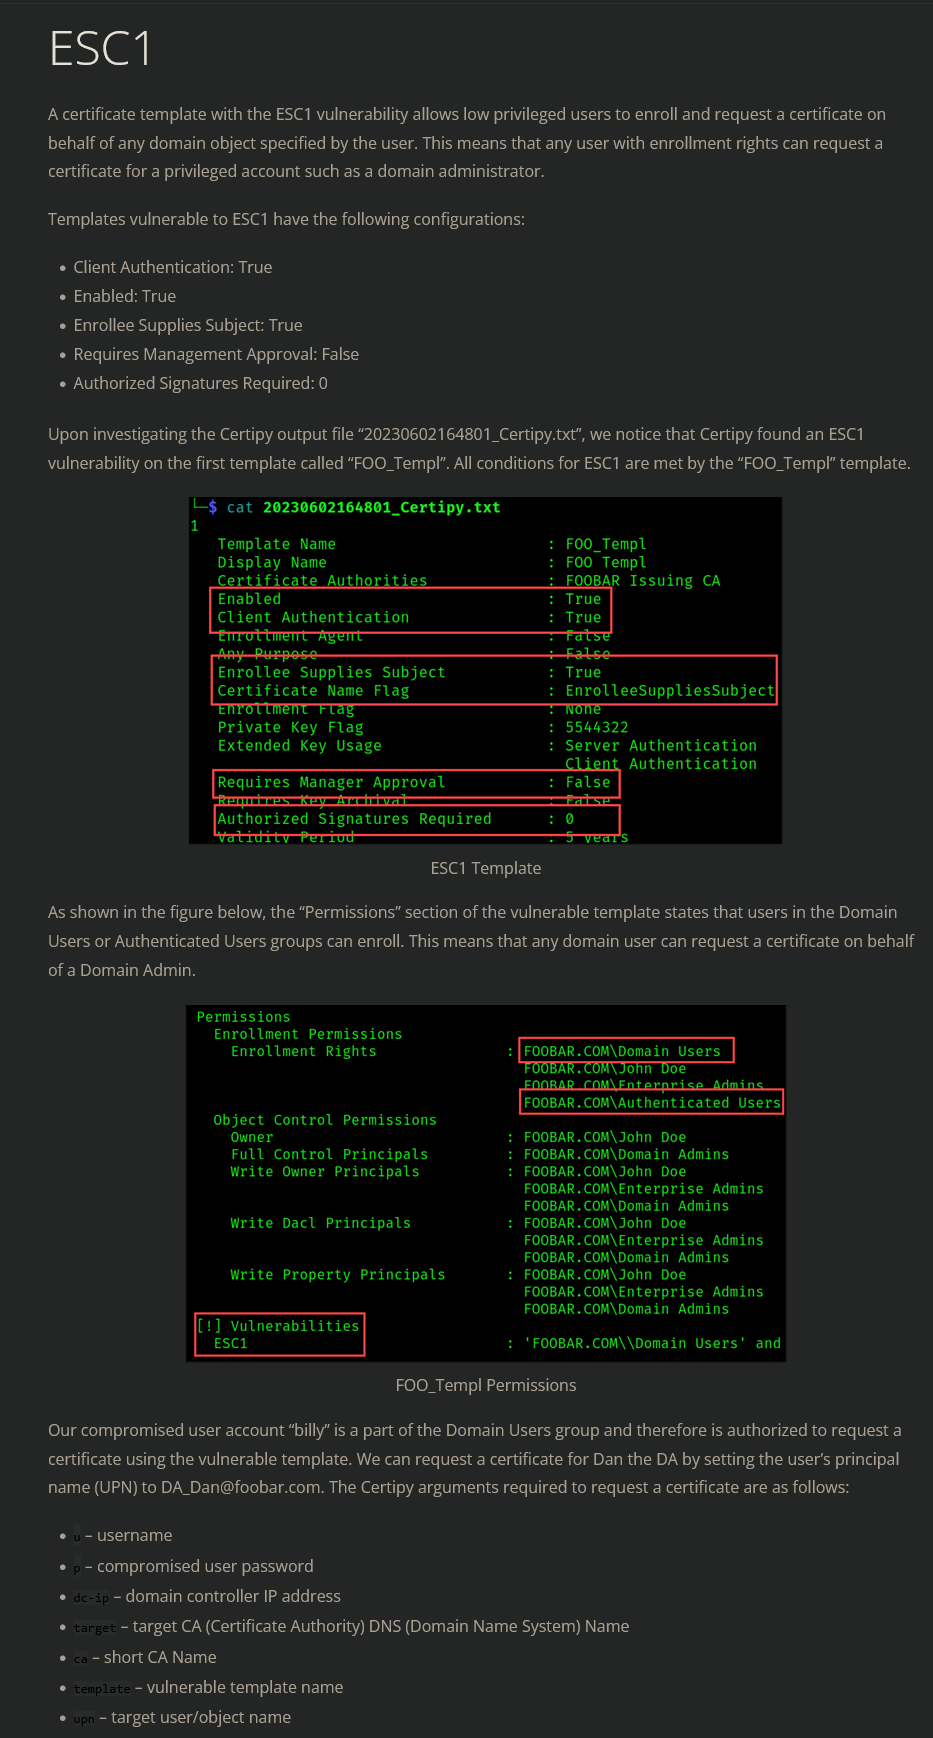 ESC1
A certificate template with the ESC1 vulnerability allows low privileged users to enroll and request a certificate on
behalf of any domain object specified by the user. This means that any user with enrollment rights can request a
certificate for a privileged account such as a domain administrator.
Templates vulnerable to ESC1 have the following configurations:
• Client Authentication: True
• Enabled: True
• Enrollee Supplies Subject: True
• Requires Management Approval: False
• Authorized Signatures Required: 0
Upon investigating the Certipy output file “20230602164801_Certipy.txt”, we notice that Certipy found an ESC1
vulnerability on the first template called “FOO_Templ”. All conditions for ESC1 are met by the “FOO_Templ” template.
└─$ cat 20230602164801_Certipy.txt
1
Template Name : FOO_Templ
Display Name : FOO Templ
Certificate Authorities : FOOBAR Issuing CA
Enabled : True
Client Authentication : True
Enrollment Agent : False
Any Purpose : False
Enrollee Supplies Subject : True
Certificate Name Flag : EnrolleeSuppliesSubject
Enrollment Flag : None
Private Key Flag : 5544322
Extended Key Usage : Server Authentication
Client Authentication
Requires Manager Approval : False
Requires Key Archival : False
Authorized Signatures Required : 0
Validity Period : 5 years
ESC1 Template
As shown in the figure below, the “Permissions” section of the vulnerable template states that users in the Domain
Users or Authenticated Users groups can enroll. This means that any domain user can request a certificate on behalf
of a Domain Admin.
Permissions
Enrollment Permissions
Enrollment Rights : FOOBAR.COM\Domain Users
FOOBAR.COM\John Doe
FOOBAR.COM\Enterprise Admins
FOOBAR.COM\Authenticated Users
Object Control Permissions
Owner : FOOBAR.COM\John Doe
Full Control Principals : FOOBAR.COM\Domain Admins
Write Owner Principals : FOOBAR.COM\John Doe
FOOBAR.COM\Enterprise Admins
FOOBAR.COM\Domain Admins
Write Dacl Principals : FOOBAR.COM\John Doe
FOOBAR.COM\Enterprise Admins
FOOBAR.COM\Domain Admins
Write Property Principals : FOOBAR.COM\John Doe
FOOBAR.COM\Enterprise Admins
FOOBAR.COM\Domain Admins
[!] Vulnerabilities
ESC1 : 'FOOBAR.COM\\Domain Users' and
FOO_Templ Permissions
Our compromised user account “billy” is a part of the Domain Users group and therefore is authorized to request a
certificate using the vulnerable template. We can request a certificate for Dan the DA by setting the user’s principal
name (UPN) to DA_Dan@foobar.com. The Certipy arguments required to request a certificate are as follows:
• u – username
• p – compromised user password
• dc-ip – domain controller IP address
• target – target CA (Certificate Authority) DNS (Domain Name System) Name
• ca – short CA Name
• template – vulnerable template name
• upn – target user/object name